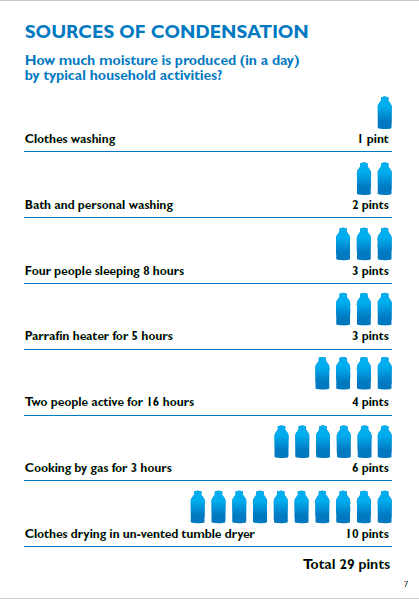 SOURCES OF CONDENSATION
How much moisture is produced (in a day)
by typical household activities?
Clothes washing 1 pint
Bath and personal washing 2 pints
Four people sleeping 8 hours 3 pints
Parrafin heater for 5 hours 3 pints
Two people active for 16 hours 4 pints
Cooking by gas for 3 hours 6 pints
Clothes drying in un-vented tumble dryer 10 pints
Total 29 pints
7